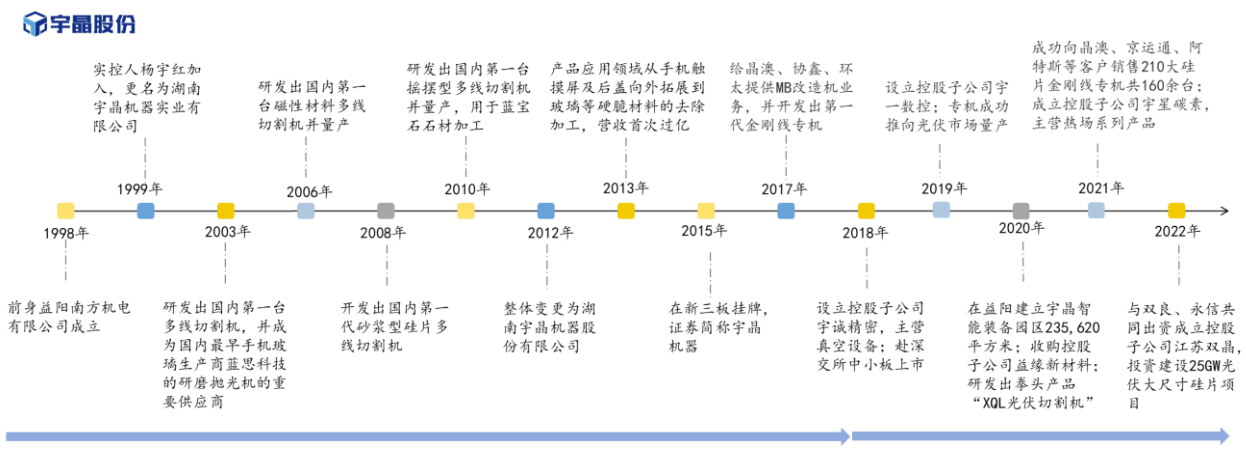 宇晶股份
实控人杨宇红加
入，更名为湖南
宇晶机器实业有
限公司
研发出国内第一
台磁性材料多线
切割机并量产
研发出国内第一台
摇摆型多线切割机
并量产，用于蓝宝
石石材加工
产品应用领域从手机触
摸屏及后盖向外拓展到
玻璃等硬脆材料的去除
加工，营收首次过亿
给晶澳、协鑫、环
太提供MB改造机业
务，并开发出第一
代金刚线专机
设立控股子公司宇
一数控；专机成功
推向光伏市场量产
成功向晶澳、京运通、阿
特斯等客户销售210大硅
片金刚线专机共160余台；
成立控股子公司宇星碳素，
主营热场系列产品
1999年
2006年
2010年
2013年
2017年
2019年
2021年
1998年
2003年
2008年
2012年
2015年
2018年
2020年
2022年
前身益阳南方机电
有限公司成立
研发出国内第一台
多线切割机，并成
为国内最早手机玻
璃生产商蓝思科技
的研磨抛光机的重
要供应商
开发出国内第一
代砂浆型硅片多
线切割机
整体变更为湖
南宇晶机器股
份有限公司
在新三板挂牌，
证券简称宇晶
机器
设立控股子公司
宇诚精密，主营
真空设备；赴深
交所中小板上市
在益阳建立宇晶智
能装备园区235,620
平方米；收购控股
子公司益缘新材料；
研发出拳头产品
“XQL光伏切割机”
与双良、永信共
同出资成立控股
子公司江苏双晶，
投资建设25GW光
伏大尺寸硅片项
目